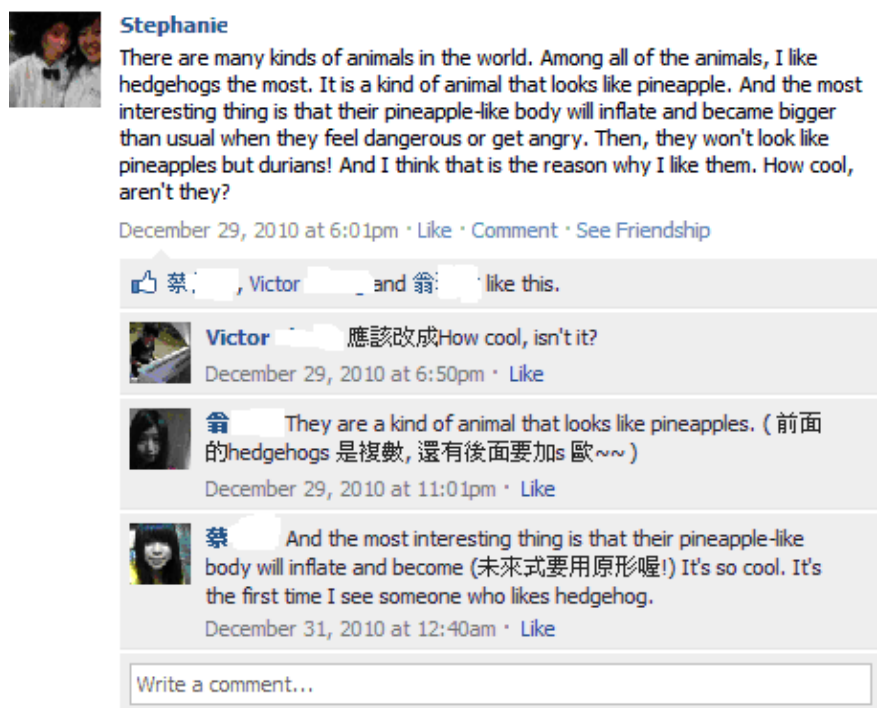 Stephanie
There are many kinds of animals in the world. Among all of the animals, I like
hedgehogs the most. It is a kind of animal that looks like pineapple. And the most
interesting thing is that their pineapple-like body will inflate and became bigger
than usual when they feel dangerous or get angry. Then, they won't look like
pineapples but durians! And I think that is the reason why I like them. How cool,
aren't they?
December 29, 2010 at 6:01pm · Like · Comment · See Friendship
蔡 , Victor and 翁 like this.
Victor 應該改成How cool, isn't it?
December 29, 2010 at 6:50pm · Like
翁 They are a kind of animal that looks like pineapples. ( 前面
的hedgehogs 是複數, 還有後面要加s 歐~~ )
December 29, 2010 at 11:01pm · Like
蔡 And the most interesting thing is that their pineapple-like
body will inflate and become (未來式要用原形喔!) It's so cool. It's
the first time I see someone who likes hedgehog.
December 31, 2010 at 12:40am · Like
Write a comment...